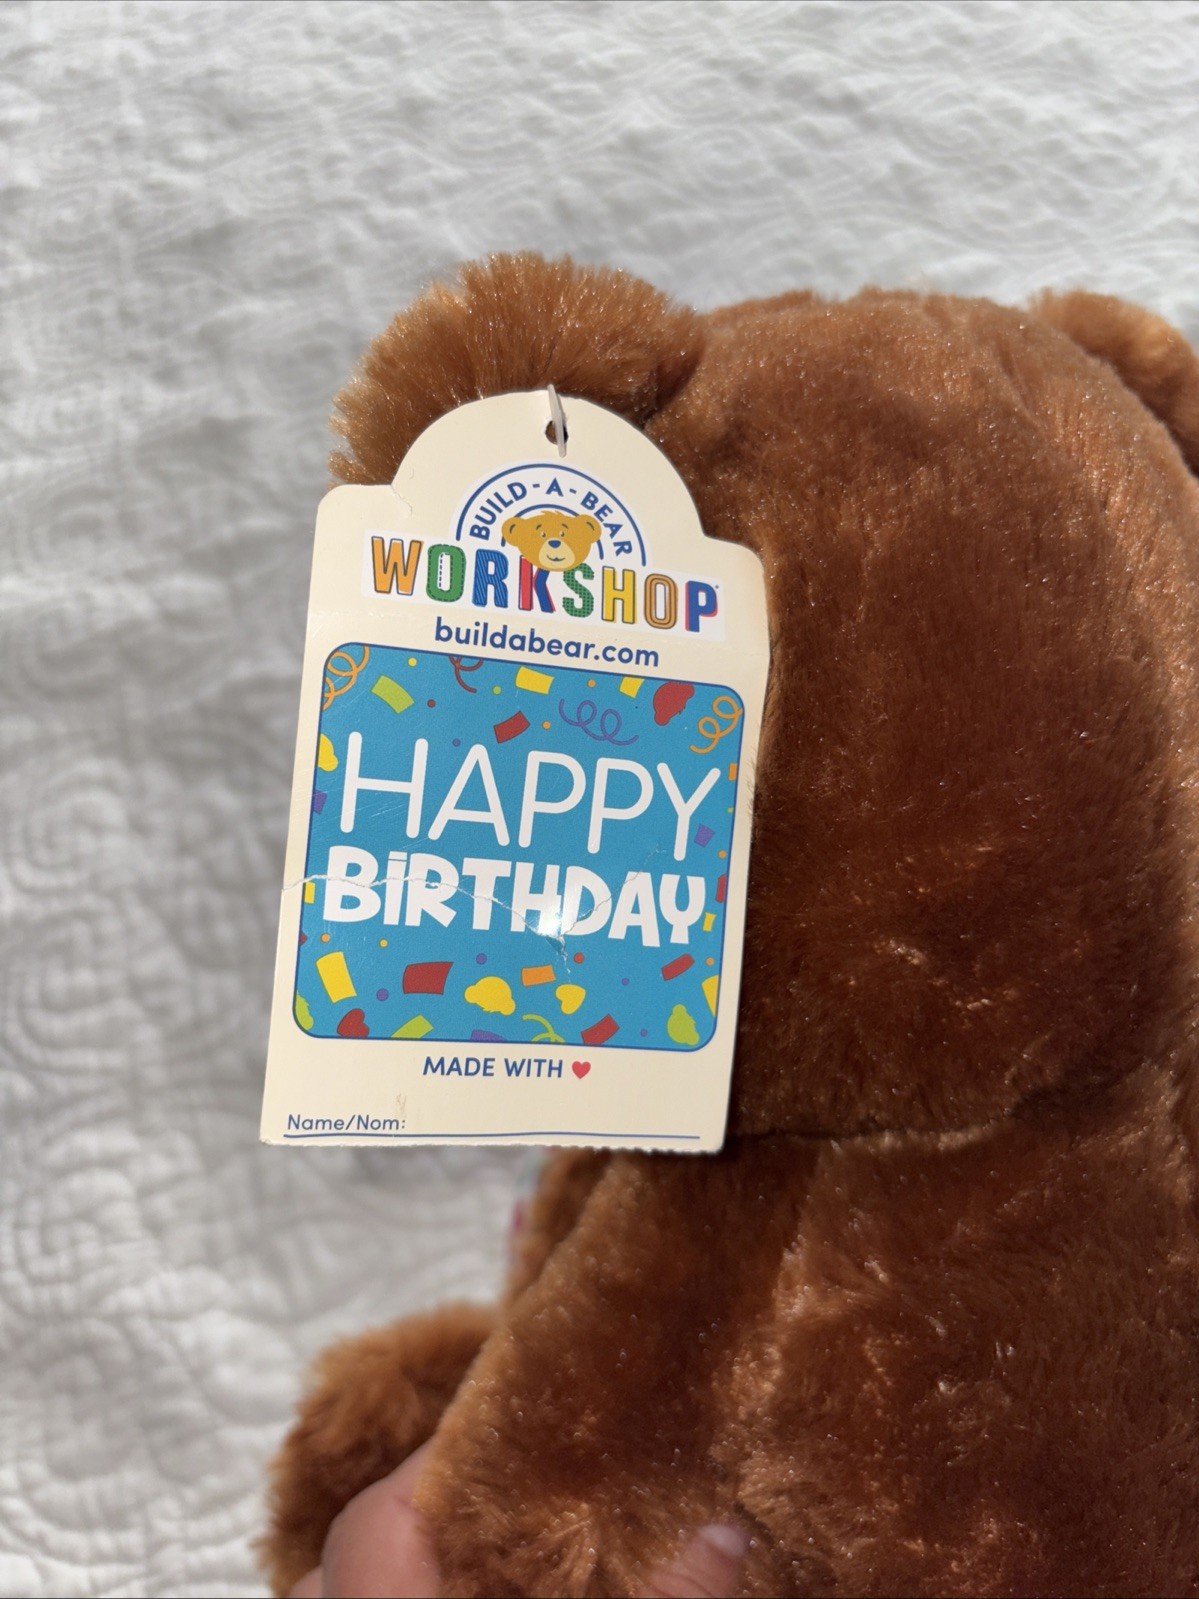 BUILD-A-BEAR
WORKSHOP
buildabear.com
HAPPY
BIRTHDAY
MADE WITH ♥
Name/Nom: